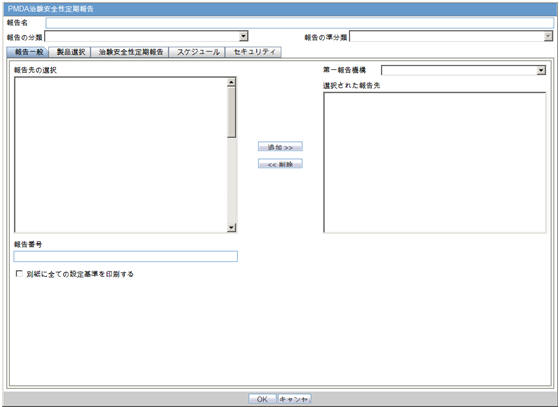 PMDA治験安全性定期報告
報告名
報告の分類 報告の準分類
報告一般 製品選択 治験安全性定期報告 スケジュール セキュリティ
報告先の選択 第一報告機構
選択された報告先
追加 >>
<< 削除
報告番号
別紙に全ての設定基準を印刷する
OK キャンセ